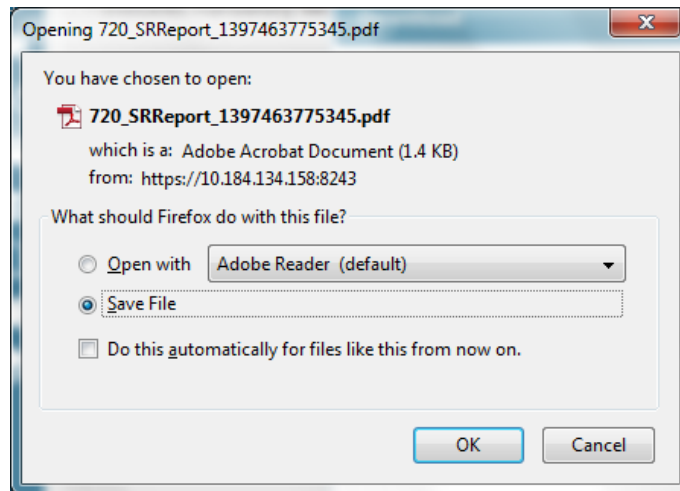 Opening 720_SRReport_1397463775345.pdf
You have chosen to open:
720_SRReport_1397463775345.pdf
which is a: Adobe Acrobat Document (1.4 KB)
from: https://10.184.134.158:8243
What should Firefox do with this file?
Open with Adobe Reader (default)
Save File
Do this automatically for files like this from now on.
OK Cancel